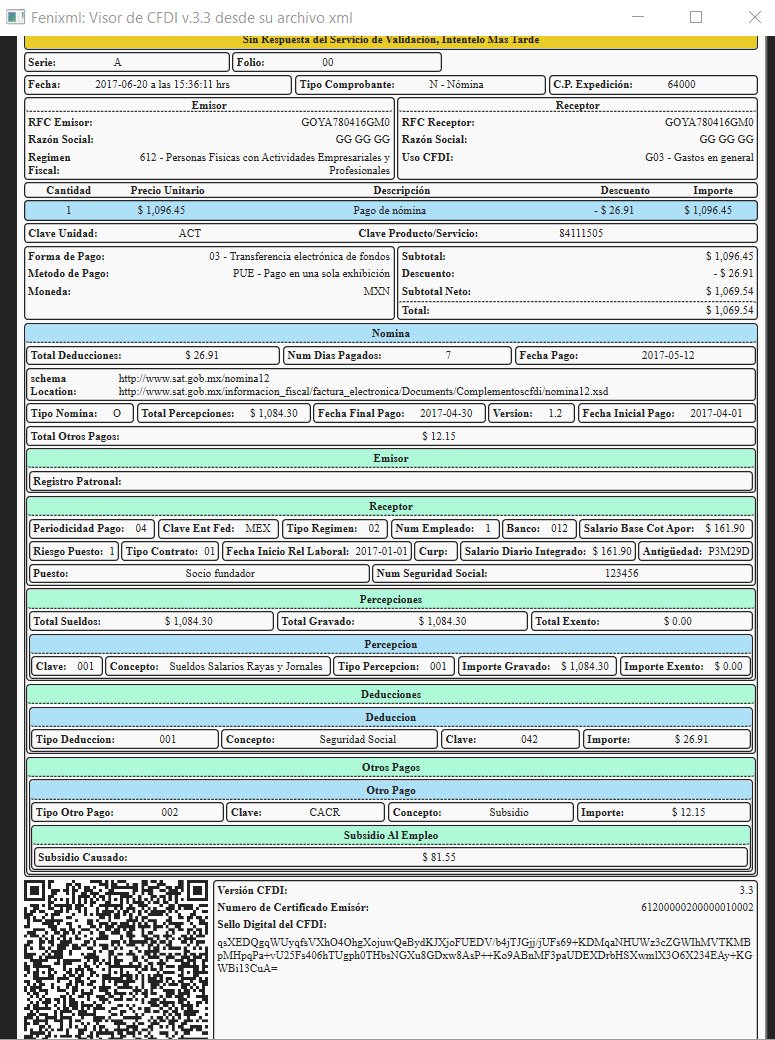 Fenixml: Visor de CFDI v.3.3 desde su archivo xml
Sin Respuesta del Servicio de Validación, Intentelo Mas Tarde
Serie: A Folio: 00
Fecha: 2017-06-20 a las 15:36:11 hrs Tipo Comprobante: N - Nómina C.P. Expedición: 64000
Emisor Receptor
RFC Emisor: GOYA780416GM0 RFC Receptor: GOYA780416GM0
Razón Social: GG GG GG Razón Social: GG GG GG
Regimen Fiscal: 612 - Personas Físicas con Actividades Empresariales y Profesionales Uso CFDI: G03 - Gastos en general
Cantidad Precio Unitario Descripción Descuento Importe
1 $ 1,096.45 Pago de nómina - $ 26.91 $ 1,096.45
Clave Unidad: ACT Clave Producto/Servicio: 84111505
Forma de Pago: 03 - Transferencia electrónica de fondos Subtotal: $ 1,096.45
Metodo de Pago: PUE - Pago en una sola exhibición Descuento: - $ 26.91
Moneda: MXN Subtotal Neto: $ 1,069.54
Total: $ 1,069.54
Nomina
Total Deducciones: $ 26.91 Num Dias Pagados: 7 Fecha Pago: 2017-05-12
schema http://www.sat.gob.mx/nomina12
Location: http://www.sat.gob.mx/informacion_fiscal/factura_electronica/Documents/Complementoscfdi/nomina12.xsd
Tipo Nomina: O Total Percepciones: $ 1,084.30 Fecha Final Pago: 2017-04-30 Version: 1.2 Fecha Inicial Pago: 2017-04-01
Total Otros Pagos: $ 12.15
Emisor
Registro Patronal:
Receptor
Periodicidad Pago: 04 Clave Ent Fed: MEX Tipo Regimen: 02 Num Empleado: 1 Banco: 012 Salario Base Cot Apor: $ 161.90
Riesgo Puesto: 1 Tipo Contrato: 01 Fecha Inicio Rel Laboral: 2017-01-01 Curp: Salario Diario Integrado: $ 161.90 Antigüedad: P3M29D
Puesto: Socio fundador Num Seguridad Social: 123456
Percepciones
Total Sueldos: $ 1,084.30 Total Gravado: $ 1,084.30 Total Exento: $ 0.00
Percepcion
Clave: 001 Concepto: Sueldos Salarios Rayas y Jornales Tipo Percepcion: 001 Importe Gravado: $ 1,084.30 Importe Exento: $ 0.00
Deducciones
Deduccion
Tipo Deduccion: 001 Concepto: Seguridad Social Clave: 042 Importe: $ 26.91
Otros Pagos
Otro Pago
Tipo Otro Pago: 002 Clave: CACR Concepto: Subsidio Importe: $ 12.15
Subsidio Al Empleo
Subsidio Causado: $ 81.55
Versión CFDI: 3.3
Numero de Certificado Emisór: 61200000200000010002
Sello Digital del CFDI:
qsXEDQgqWUyqfsVXhO4OhgXojuwQeBydKJXjoFUEDV/b4jTJGjj/jUFs69+KDMqaNHUWz3cZGWIhMVTKMB
pMHpqPa+vU25Fs406hTUgph0THbsNGXu8GDxw8AsP++Ko9ABnMF3paUDEXDrbHSXwmlX3O6X234EAy+KG
WBi13CuA=